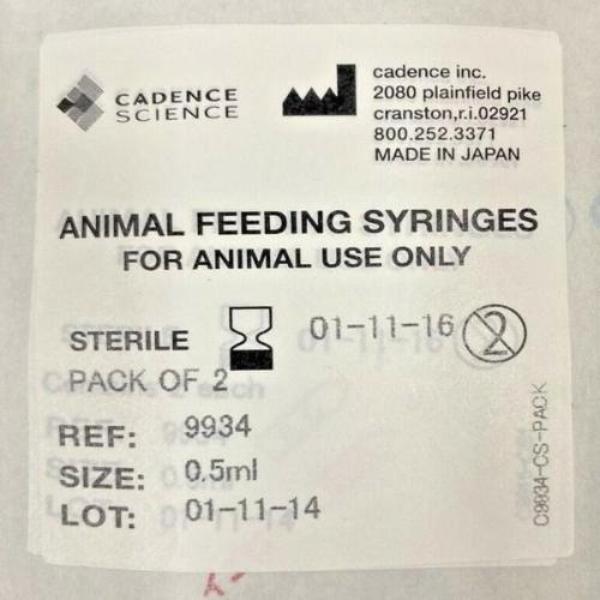 CADENCE
SCIENCE
cadence inc.
2080 plainfield pike
cranston,r.i.02921
800.252.3371
MADE IN JAPAN
ANIMAL FEEDING SYRINGES
FOR ANIMAL USE ONLY
STERILE
01-11-16
2
PACK OF 2
REF: 9934
SIZE: 0.5ml
LOT: 01-11-14
C9934-CS-PACK